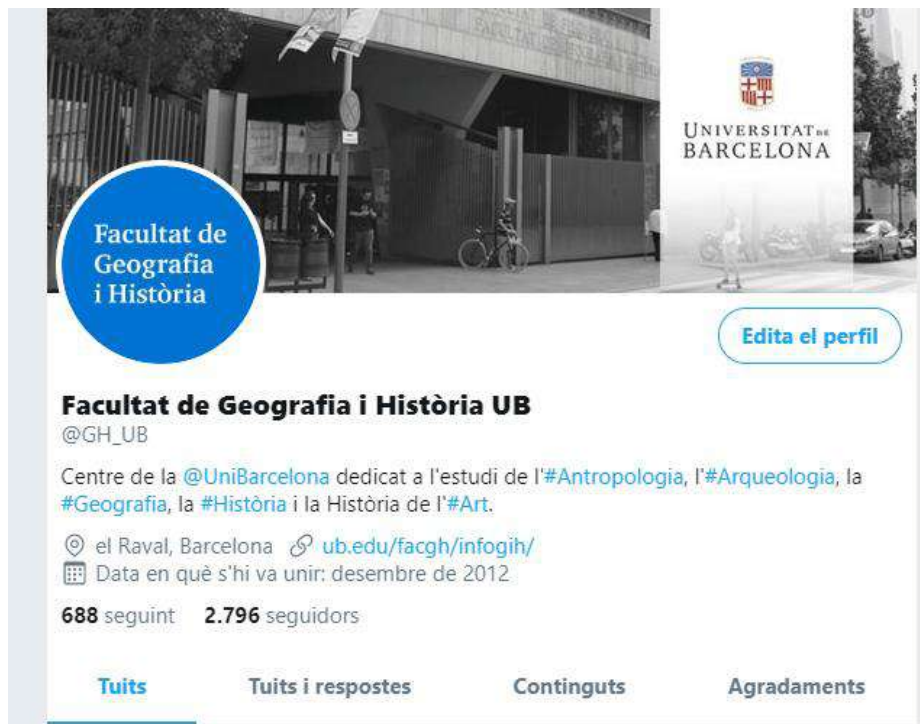 FACULTAT DE
UNIVERSITAT DE
BARCELONA
Facultat de
Geografia
i Història
Edita el perfil
Facultat de Geografia i Història UB
@GH_UB
Centre de la @UniBarcelona dedicat a l'estudi de l'#Antropologia, l'#Arqueologia, la
#Geografia, la #Història i la Història de l'#Art.
el Raval, Barcelona ub.edu/facgh/infogih/
Data en què s'hi va unir: desembre de 2012
688 seguint 2.796 seguidors
Tuits Tuits i respostes Continguts Agradaments